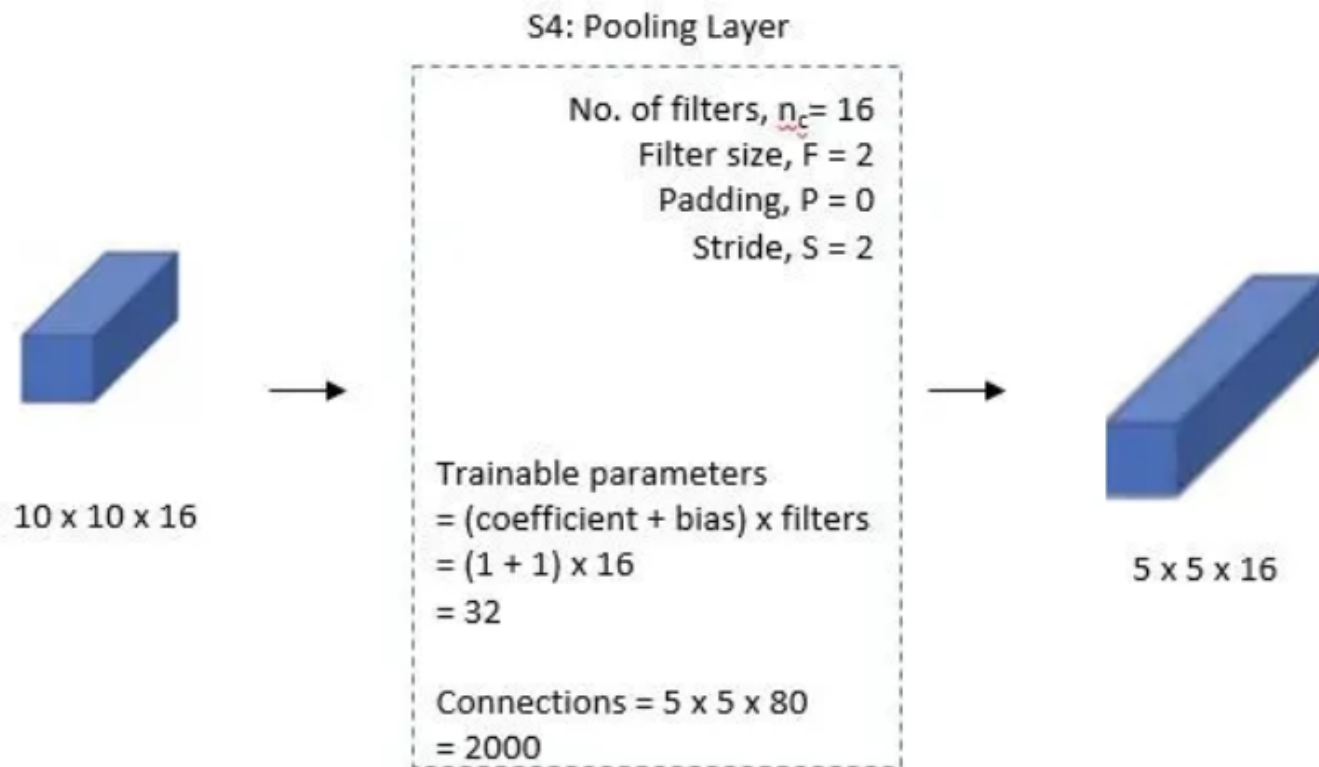 S4: Pooling Layer
No. of filters, nc= 16
Filter size, F = 2
Padding, P = 0
Stride, S = 2
10 x 10 x 16
Trainable parameters
= (coefficient + bias) x filters
= (1 + 1) x 16
= 32
Connections = 5 x 5 x 80
= 2000
5 x 5 x 16